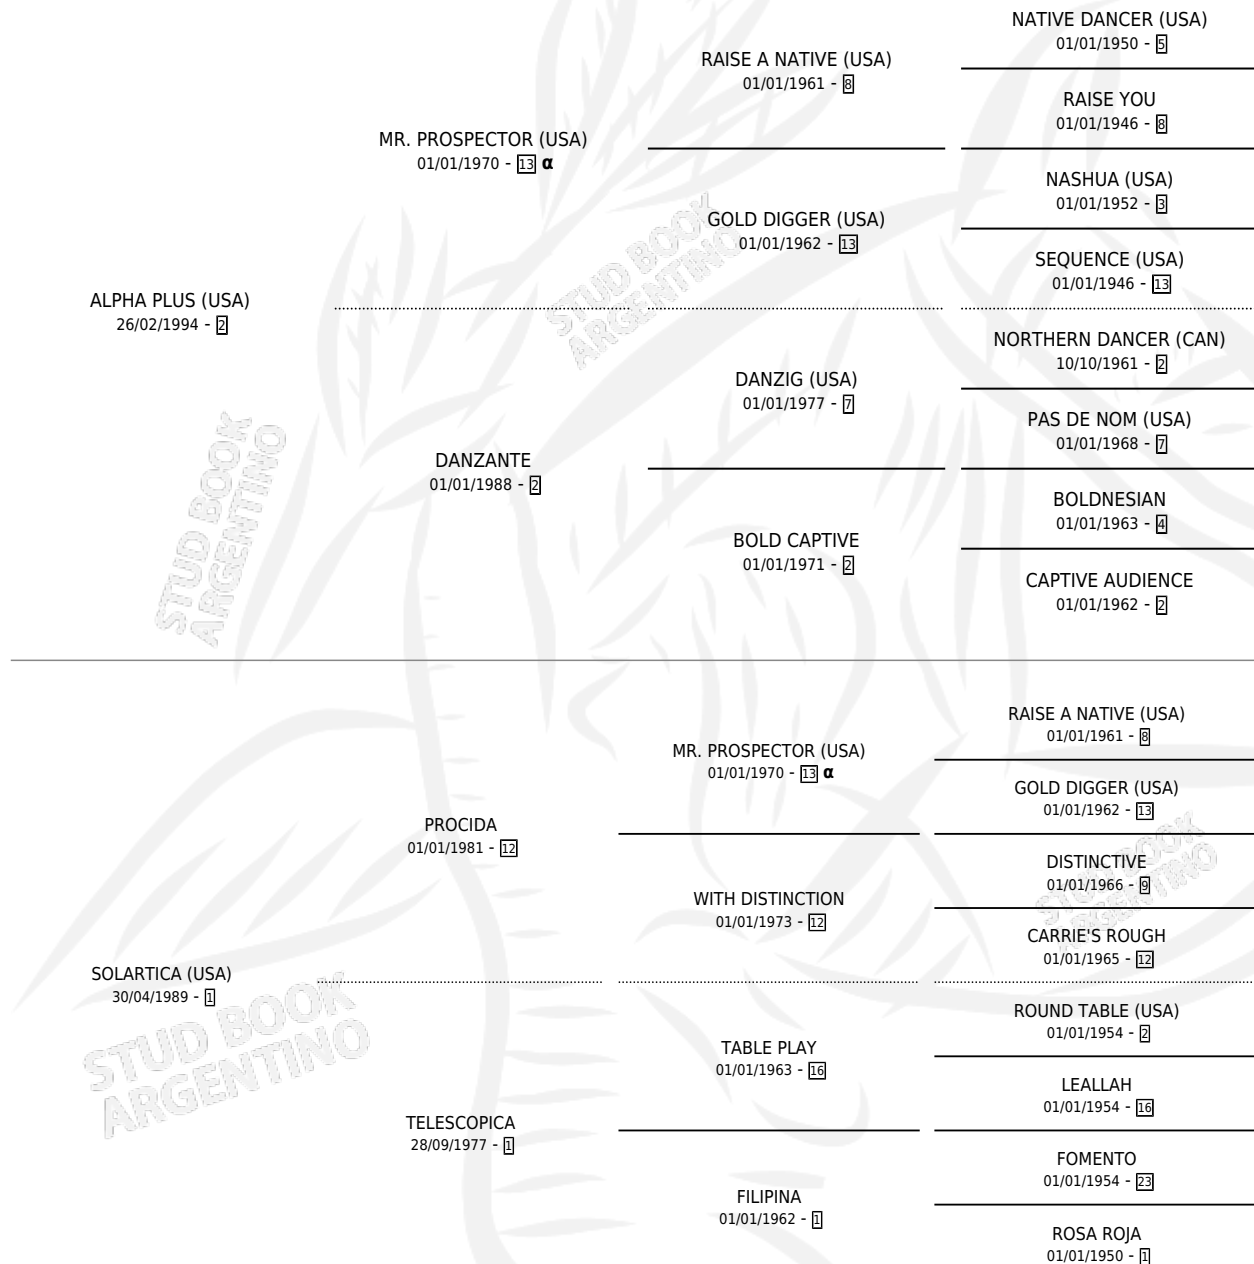 NATIVE DANCER (USA)
01/01/1950 - 5
RAISE A NATIVE (USA)
01/01/1961 - 8
RAISE YOU
01/01/1946 - 8
MR. PROSPECTOR (USA)
01/01/1970 - 13 α
NASHUA (USA)
01/01/1952 - 3
GOLD DIGGER (USA)
01/01/1962 - 13
SEQUENCE (USA)
01/01/1946 - 13
ALPHA PLUS (USA)
26/02/1994 - 2
NORTHERN DANCER (CAN)
10/10/1961 - 2
DANZIG (USA)
01/01/1977 - 7
PAS DE NOM (USA)
01/01/1968 - 7
DANZANTE
01/01/1988 - 2
BOLDNESIAN
01/01/1963 - 4
BOLD CAPTIVE
01/01/1971 - 2
CAPTIVE AUDIENCE
01/01/1962 - 2
RAISE A NATIVE (USA)
01/01/1961 - 8
MR. PROSPECTOR (USA)
01/01/1970 - 13 α
GOLD DIGGER (USA)
01/01/1962 - 13
PROCIDA
01/01/1981 - 12
DISTINCTIVE
01/01/1966 - 9
WITH DISTINCTION
01/01/1973 - 12
CARRIE'S ROUGH
01/01/1965 - 12
SOLARTICA (USA)
30/04/1989 - 1
ROUND TABLE (USA)
01/01/1954 - 2
TABLE PLAY
01/01/1963 - 16
LEALLAH
01/01/1954 - 16
TELESCOPICA
28/09/1977 - 1
FOMENTO
01/01/1954 - 23
FILIPINA
01/01/1962 - 1
ROSA ROJA
01/01/1950 - 1
STUD BOOK
ARGENTINO
STUD BOOK
ARGENTINO
STUD BOOK
ARGENTINO
STUD BOOK
ARGENTINO